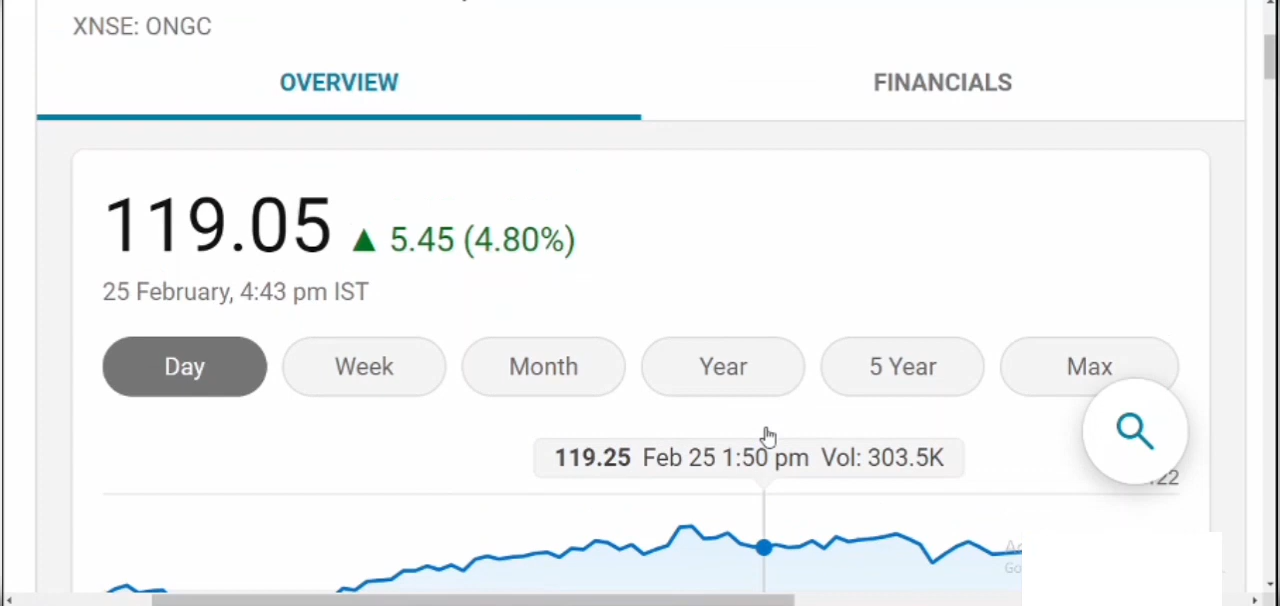 XNSE: ONGC
OVERVIEW
FINANCIALS
119.05 ▲ 5.45 (4.80%)
25 February, 4:43 pm IST
Day
Week
Month
Year
5 Year
Max
119.25 Feb 25 1:50 pm Vol: 303.5K